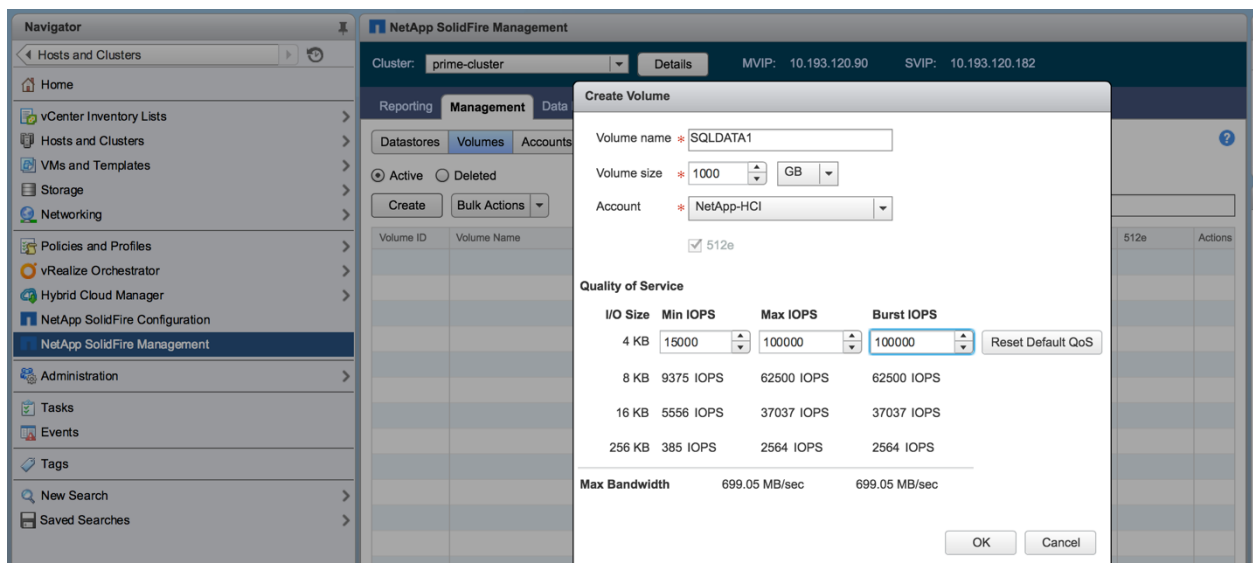 Navigator
Hosts and Clusters
Home
vCenter Inventory Lists
Hosts and Clusters
VMs and Templates
Storage
Networking
Policies and Profiles
vRealize Orchestrator
Hybrid Cloud Manager
NetApp SolidFire Configuration
NetApp SolidFire Management
Administration
Tasks
Events
Tags
New Search
Saved Searches
NetApp SolidFire Management
Cluster: prime-cluster Details MVIP: 10.193.120.90 SVIP: 10.193.120.182
Reporting Management Data
Datastores Volumes Accounts
Active Deleted
Create Bulk Actions
Volume ID Volume Name 512e Actions
Create Volume
Volume name * SQLDATA1
Volume size * 1000 GB
Account * NetApp-HCI
512e
Quality of Service
I/O Size Min IOPS Max IOPS Burst IOPS
4 KB 15000 100000 100000 Reset Default QoS
8 KB 9375 IOPS 62500 IOPS 62500 IOPS
16 KB 5556 IOPS 37037 IOPS 37037 IOPS
256 KB 385 IOPS 2564 IOPS 2564 IOPS
Max Bandwidth 699.05 MB/sec 699.05 MB/sec
OK Cancel